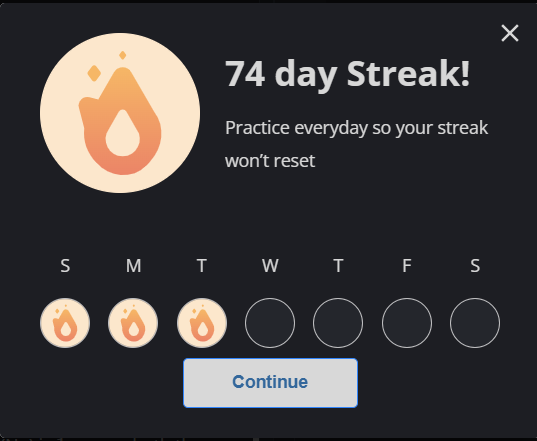 74 day Streak!
Practice everyday so your streak
won't reset
S M T W T F S
Continue